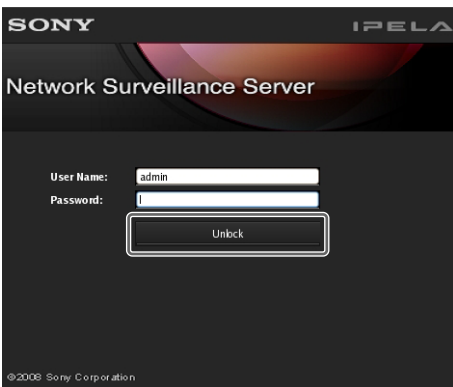 SONY
IPELA
Network Surveillance Server
User Name: admin
Password:
Unlock
©2008 Sony Corporation